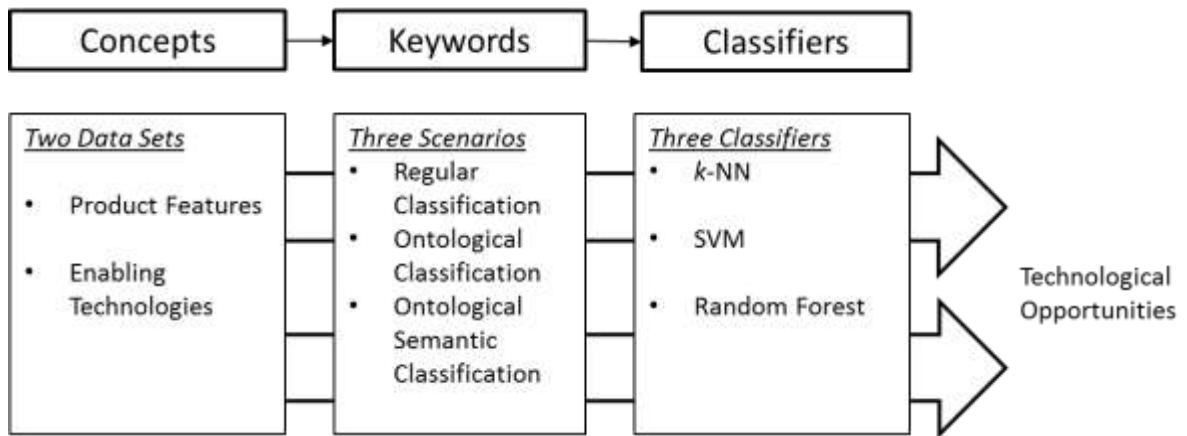 Concepts
Keywords
Classifiers
Two Data Sets
• Product Features
• Enabling
Technologies
Three Scenarios
• Regular
Classification
• Ontological
Classification
• Ontological
Semantic
Classification
Three Classifiers
• k-NN
• SVM
• Random Forest
Technological
Opportunities